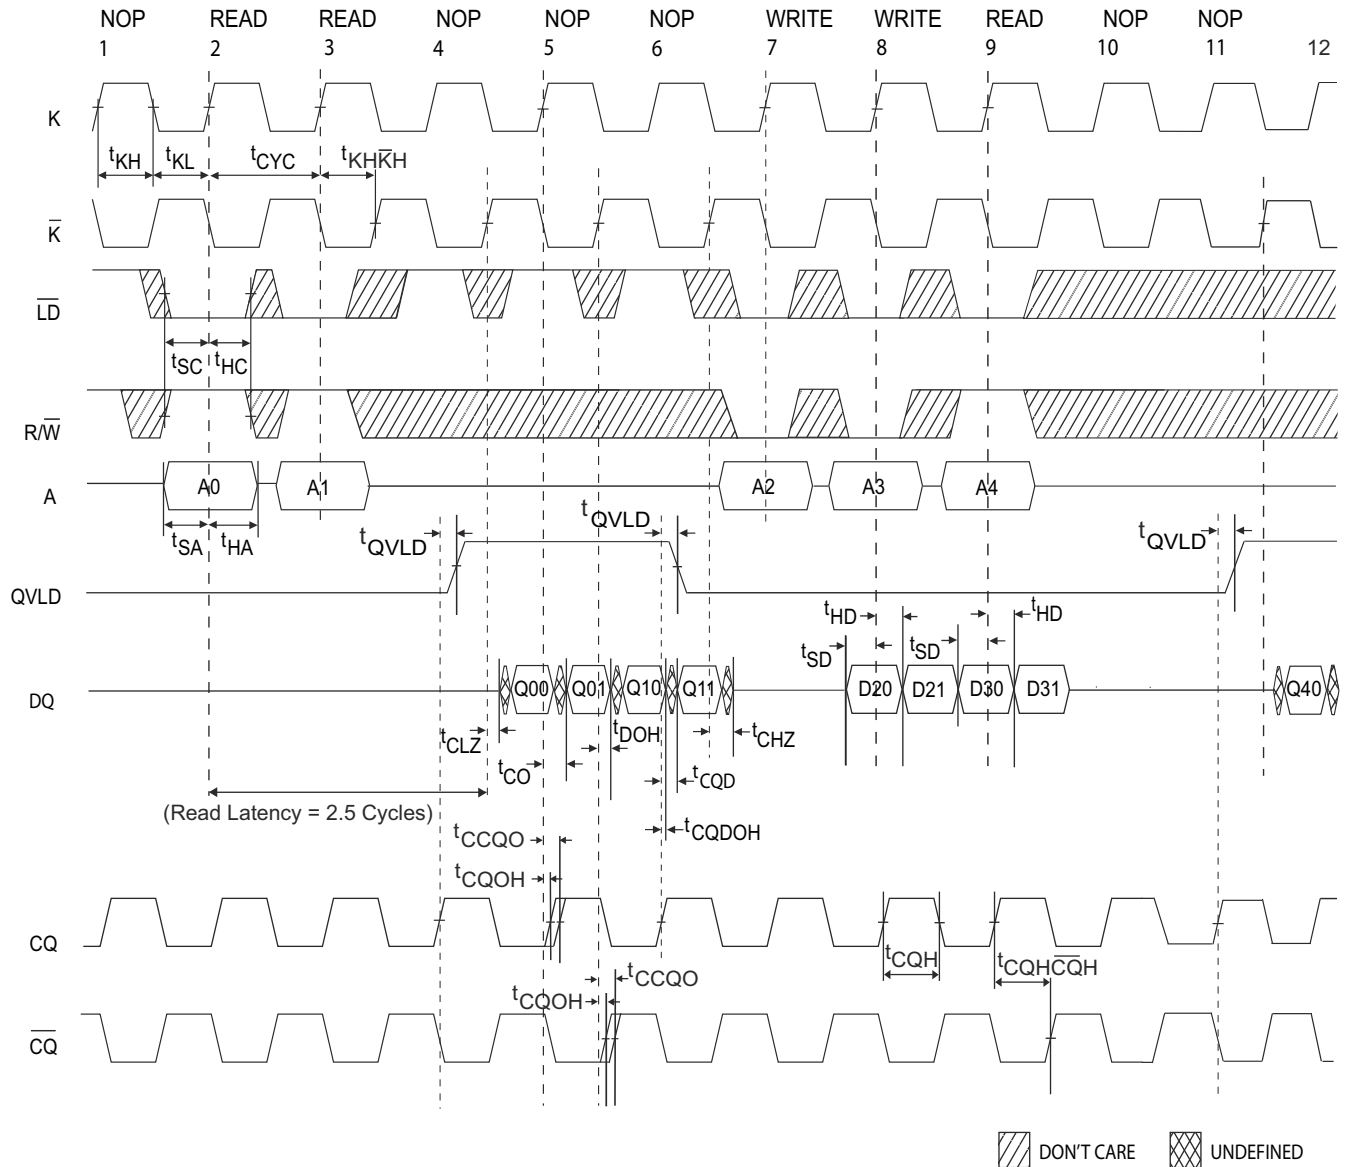 NOP READ READ NOP NOP NOP WRITE WRITE READ NOP NOP
1 2 3 4 5 6 7 8 9 10 11 12
K
tKH tKL tCYC tKHK̅H
K̅
L̅D̅
tSC tHC
R/W̅
A A0 A1 A2 A3 A4
tSA tHA tQVLD tQVLD tQVLD
QVLD
tHD tHD
tSD tSD
DQ Q00 Q01 Q10 Q11 D20 D21 D30 D31 Q40
tCLZ tDOH tCHZ
tCO tCQD
(Read Latency = 2.5 Cycles)
tCQDOH
tCCQO
tCQOH
CQ
tCQH tCQHC̅Q̅H
tCCQO
tCQOH
C̅Q̅
DON'T CARE UNDEFINED